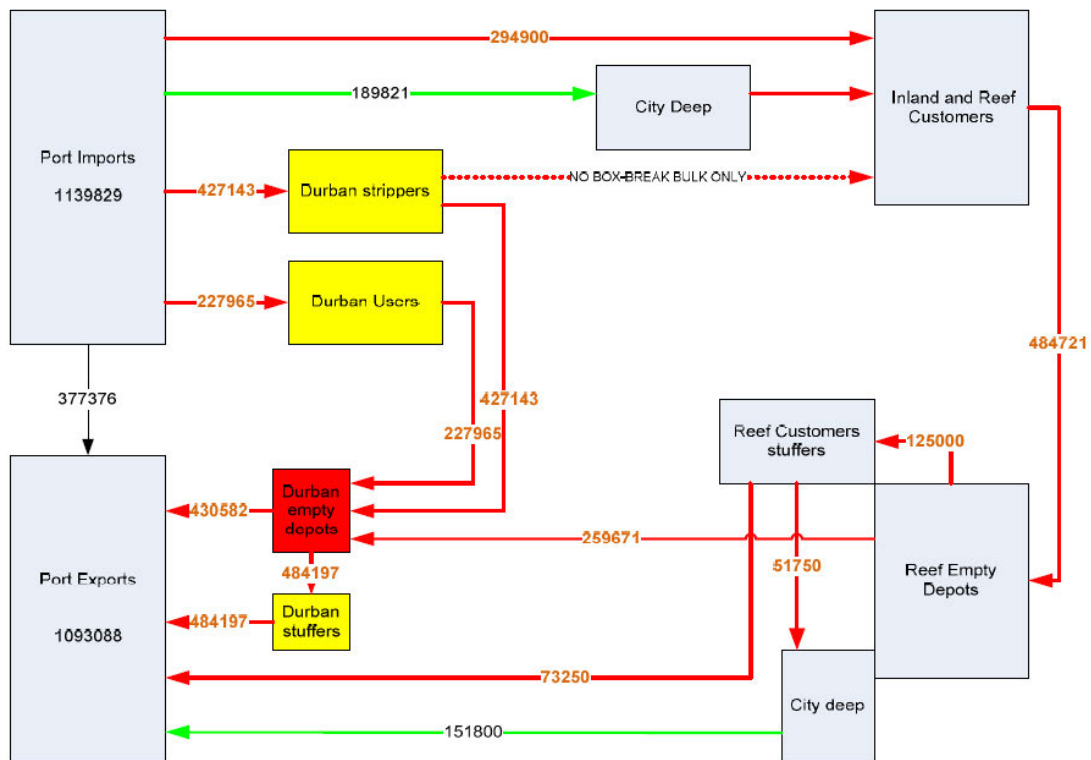 294900
189821
City Deep
Inland and Reef
Customers
Port Imports
1139829
427143
Durban strippers
NO BOX-BREAK BULK ONLY
227965
Durban Users
484721
377376
427143
227965
Reef Customers
stuffers
125000
Durban
empty
depots
430582
259671
484197
51750
Reef Empty
Depots
Port Exports
1093088
484197
Durban
stuffers
73250
City deep
151800